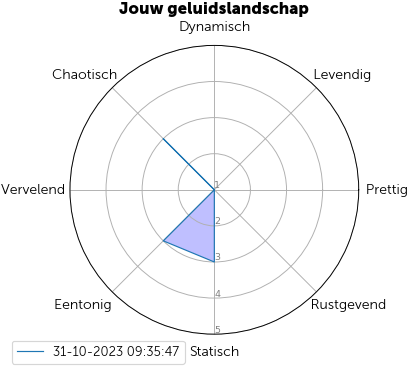 Jouw geluidslandschap
Dynamisch
Chaotisch
Levendig
Vervelend
1
Prettig
2
3
4
Eentonig
Rustgevend
5
31-10-2023 09:35:47
Statisch